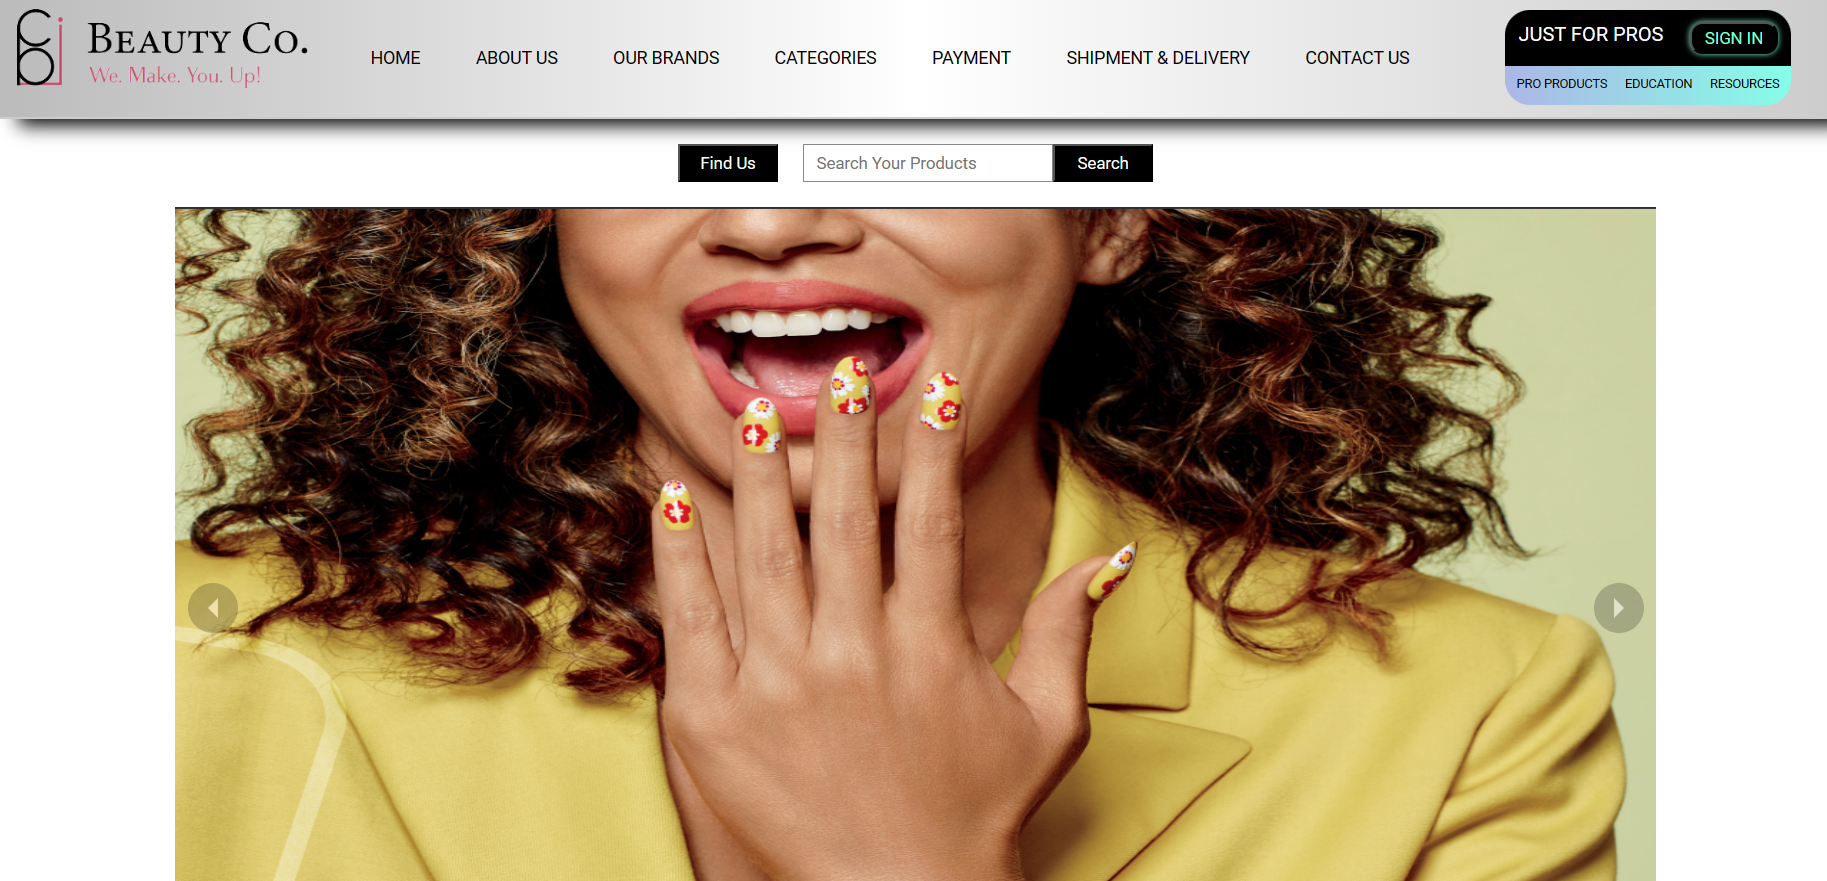 BEAUTY CO.
We. Make. You. Up!
HOME
ABOUT US
OUR BRANDS
CATEGORIES
PAYMENT
SHIPMENT & DELIVERY
CONTACT US
JUST FOR PROS
SIGN IN
PRO PRODUCTS
EDUCATION
RESOURCES
Find Us
Search Your Products
Search